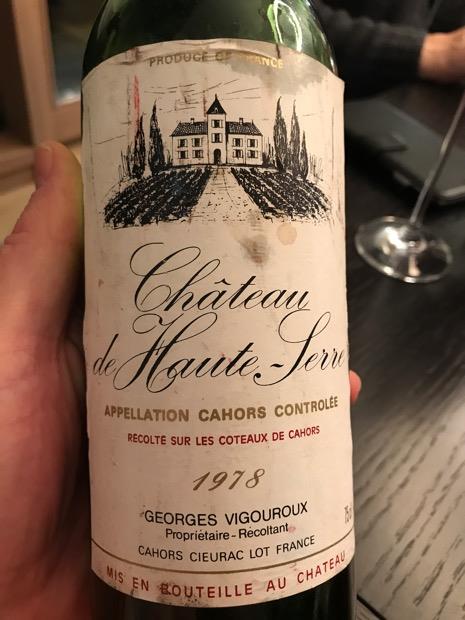 PRODUCE OF FRANCE
Château
de Haute-Serre
APPELLATION CAHORS CONTROLÉE
RÉCOLTÉ SUR LES COTEAUX DE CAHORS
1978
GEORGES VIGOUROUX
Propriétaire - Récoltant
CAHORS CIEURAC LOT FRANCE
MIS EN BOUTEILLE AU CHATEAU